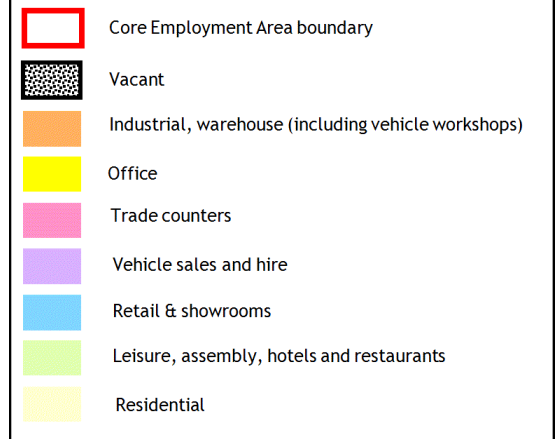 Core Employment Area boundary
Vacant
Industrial, warehouse (including vehicle workshops)
Office
Trade counters
Vehicle sales and hire
Retail & showrooms
Leisure, assembly, hotels and restaurants
Residential